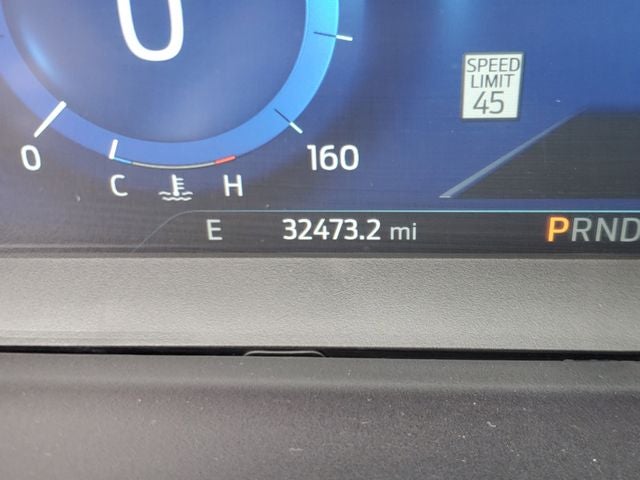 0
SPEED
LIMIT
45
0
160
C
H
E
32473.2 mi
PRND